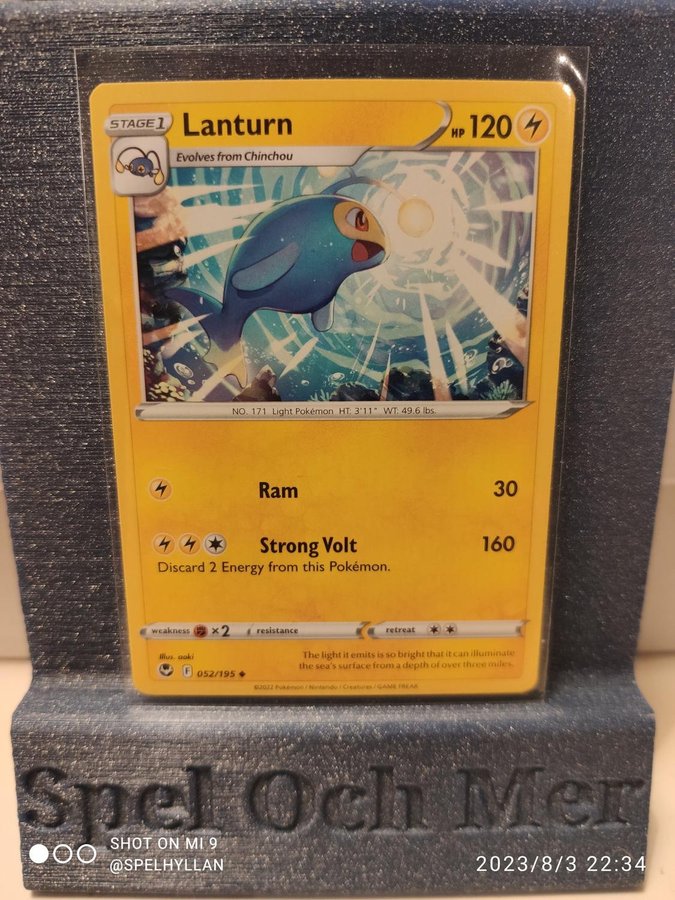 STAGE 1 Lanturn HP 120
Evolves from Chinchou
NO. 171 Light Pokémon HT: 3'11" WT: 49.6 lbs.
Ram 30
Strong Volt 160
Discard 2 Energy from this Pokémon.
weakness ×2 resistance retreat
Illus. aoki
The light it emits is so bright that it can illuminate
the sea's surface from a depth of over three miles.
F 052/195
©2022 Pokémon / Nintendo / Creatures / GAME FREAK
Spel Och Mer
SHOT ON MI 9
@SPELHYLLAN
2023/8/3 22:34